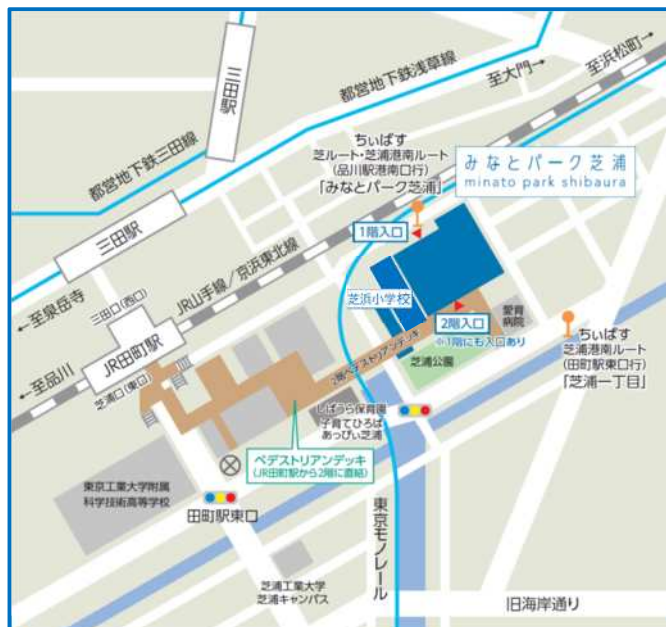 三田駅
都営地下鉄浅草線
至大門→
至浜松町→
都営地下鉄三田線
ちぃばす
芝ルート・芝浦港南ルート
(品川駅港南口行)
「みなとパーク芝浦」
みなとパーク芝浦
minato park shibaura
三田駅
1階入口
JR山手線/京浜東北線
芝浜小学校
←至泉岳寺
三田口(西口)
2階入口
※1階にも入口あり
愛育
病院
JR田町駅
ちぃばす
芝浦港南ルート
(田町駅東口行)
「芝浦一丁目」
←至品川
芝浦口(東口)
2階ペデストリアンデッキ
芝浦公園
しばうら保育園
子育てひろば
あっぴぃ芝浦
ペデストリアンデッキ
(JR田町駅から2階に直結)
東京工業大学附属
科学技術高等学校
田町駅東口
東京モノレール
芝浦工業大学
芝浦キャンパス
旧海岸通り